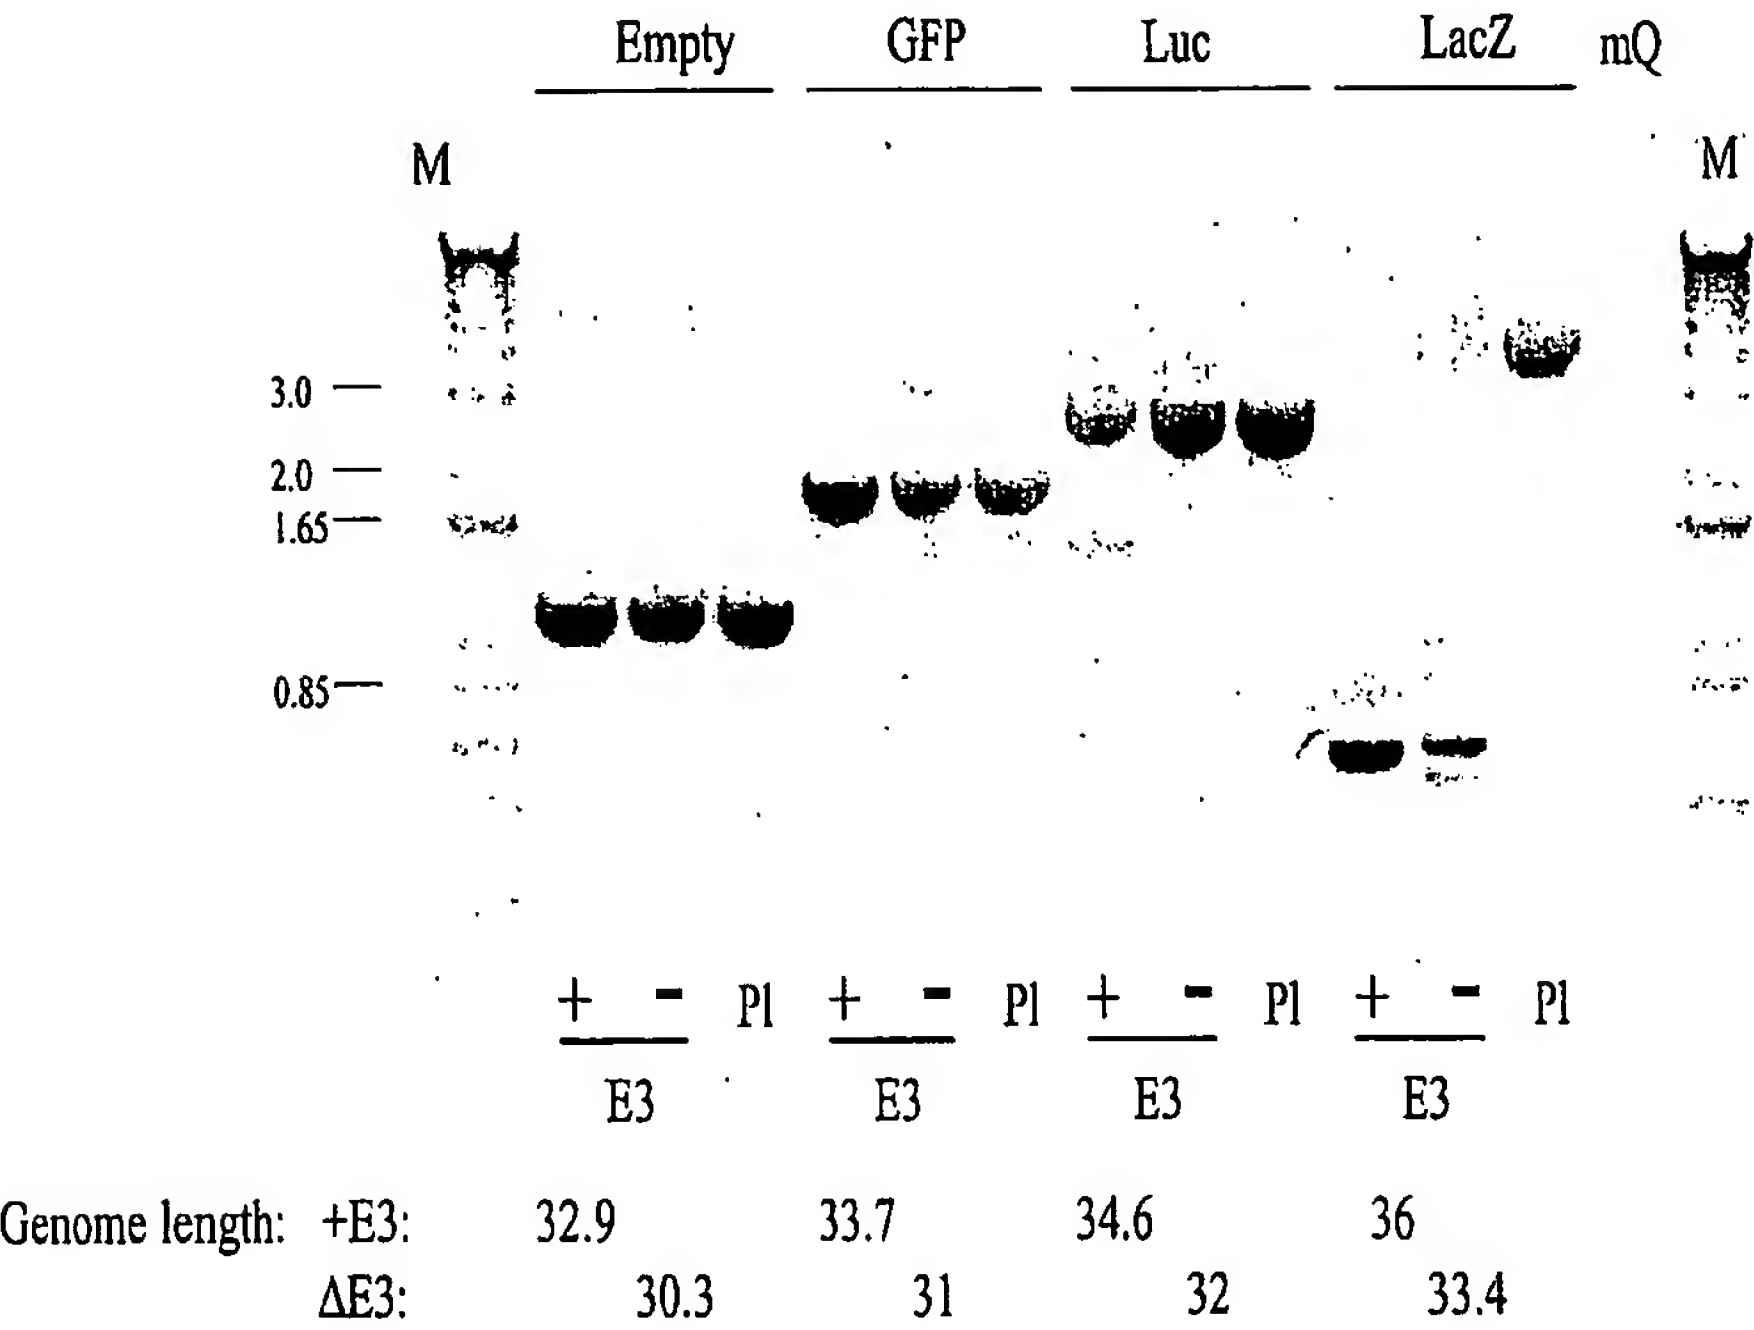 Empty GFP Luc LacZ mQ
M M
3.0
2.0
1.65
0.85
+ - Pl + - Pl + - Pl + - Pl
E3 E3 E3 E3
Genome length: +E3: 32.9 33.7 34.6 36
ΔE3: 30.3 31 32 33.4